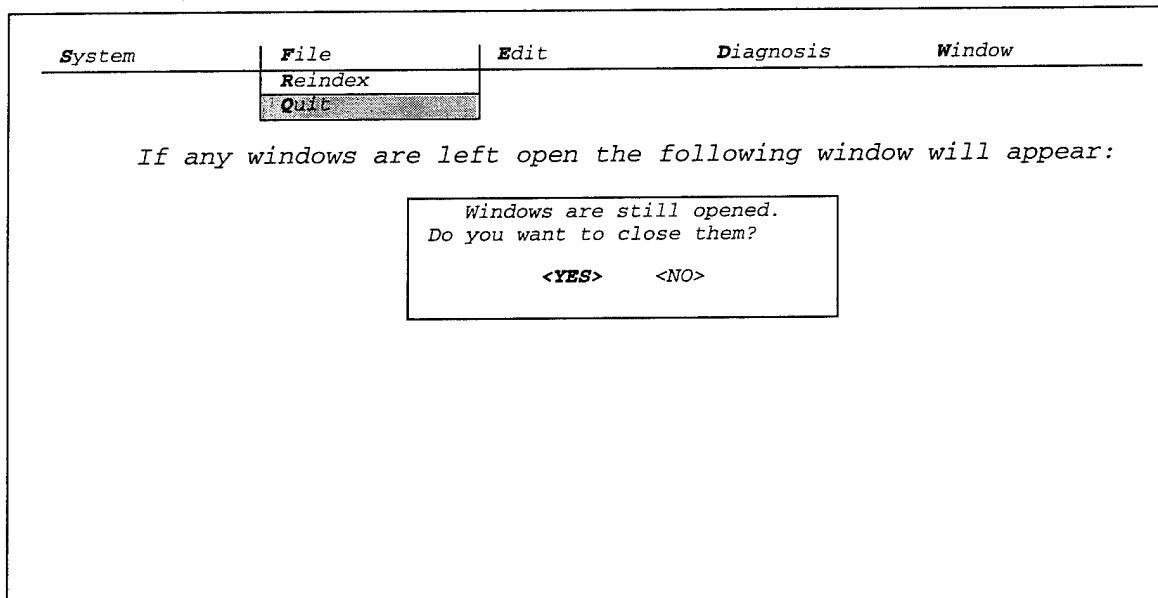 System File Edit Diagnosis Window
Reindex
Quit
If any windows are left open the following window will appear:
Windows are still opened.
Do you want to close them?
<YES> <NO>